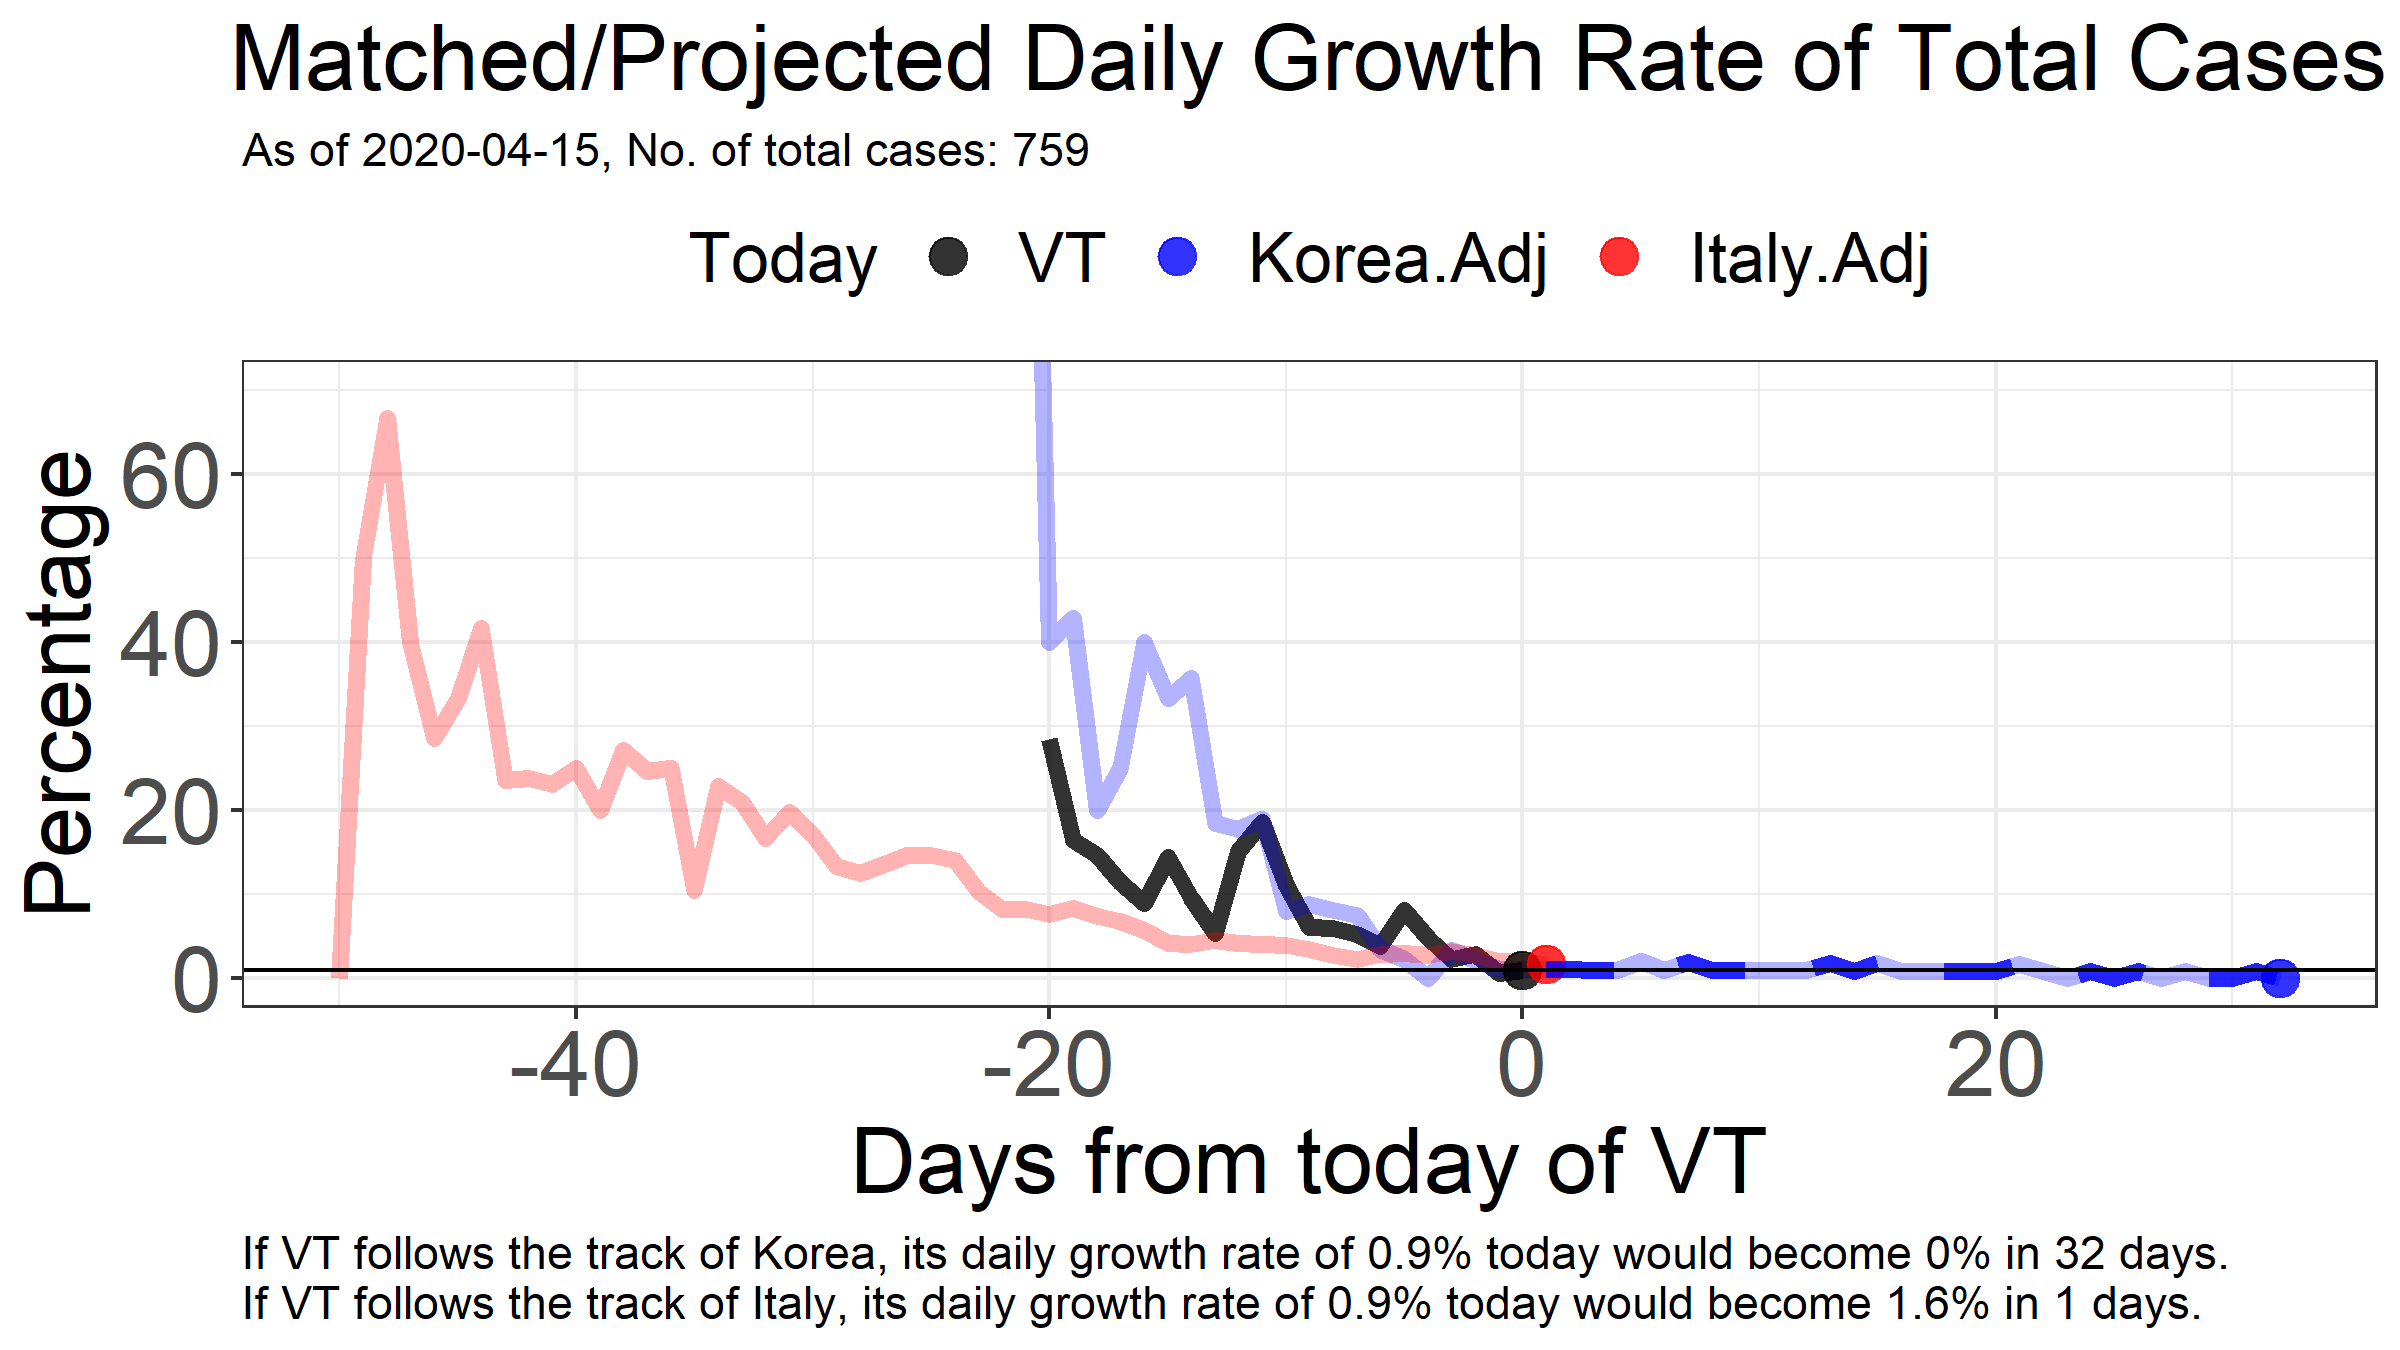 Matched/Projected Daily Growth Rate of Total Cases
As of 2020-04-15, No. of total cases: 759
Today VT Korea.Adj Italy.Adj
Percentage
60
40
20
0
-40 -20 0 20
Days from today of VT
If VT follows the track of Korea, its daily growth rate of 0.9% today would become 0% in 32 days.
If VT follows the track of Italy, its daily growth rate of 0.9% today would become 1.6% in 1 days.